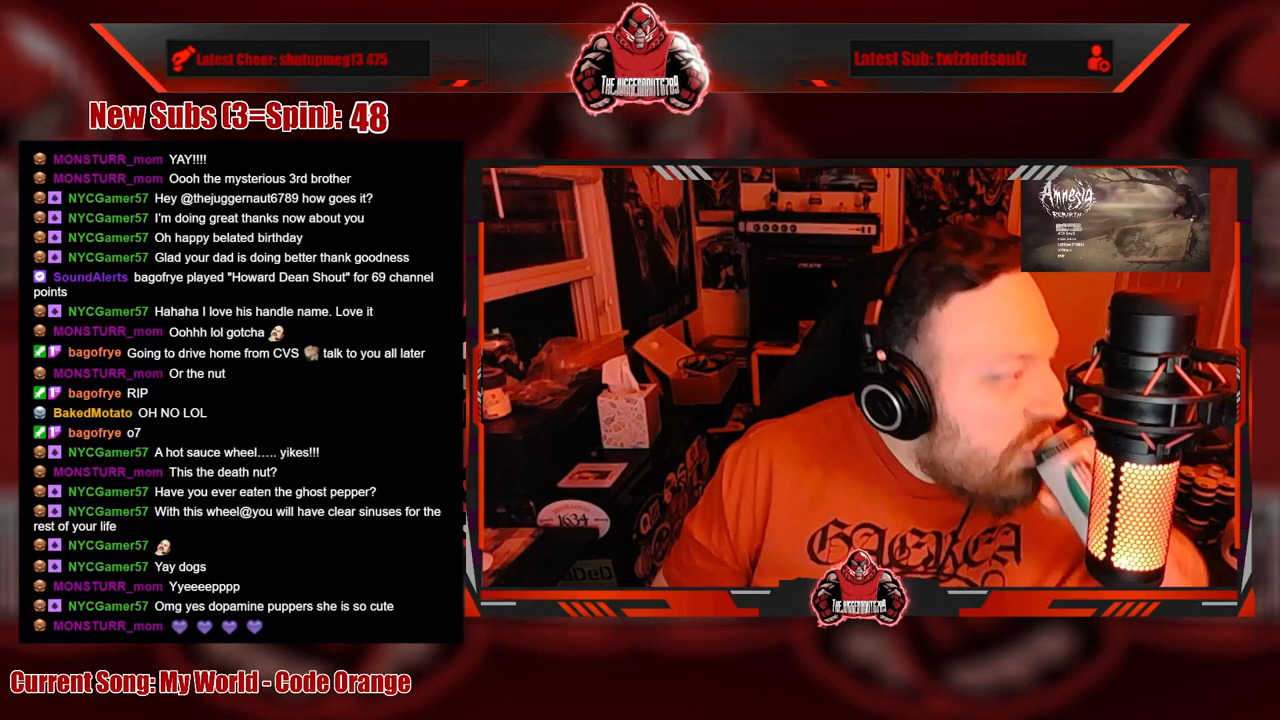 Latest Cheer: shutupmeg13 475
THEJUGGERNAUT6789
Latest Sub: twiztedsoulz
New Subs (3=Spin): 48
MONSTURR_mom YAY!!!!
MONSTURR_mom Oooh the mysterious 3rd brother
NYCGamer57 Hey @thejuggernaut6789 how goes it?
NYCGamer57 I'm doing great thanks now about you
NYCGamer57 Oh happy belated birthday
NYCGamer57 Glad your dad is doing better thank goodness
SoundAlerts bagofrye played "Howard Dean Shout" for 69 channel
points
NYCGamer57 Hahaha I love his handle name. Love it
MONSTURR_mom Oohhh lol gotcha
bagofrye Going to drive home from CVS talk to you all later
MONSTURR_mom Or the nut
bagofrye RIP
BakedMotato OH NO LOL
bagofrye o7
NYCGamer57 A hot sauce wheel….. yikes!!!
MONSTURR_mom This the death nut?
NYCGamer57 Have you ever eaten the ghost pepper?
NYCGamer57 With this wheel@you will have clear sinuses for the
rest of your life
NYCGamer57
NYCGamer57 Yay dogs
MONSTURR_mom Yyeeeepppp
NYCGamer57 Omg yes dopamine puppers she is so cute
MONSTURR_mom
Amnesia
REBIRTH
1634
GAEREA
THEJUGGERNAUT6789
Current Song: My World - Code Orange